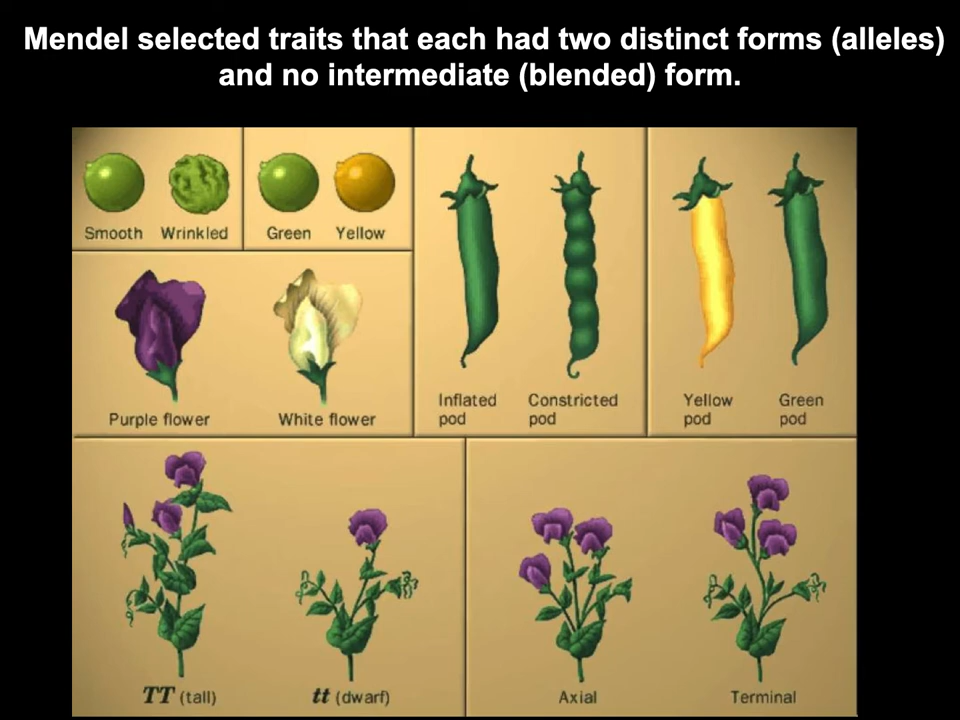 Mendel selected traits that each had two distinct forms (alleles)
and no intermediate (blended) form.
Smooth Wrinkled
Green Yellow
Purple flower White flower
Inflated pod
Constricted pod
Yellow pod
Green pod
TT (tall) tt (dwarf)
Axial Terminal